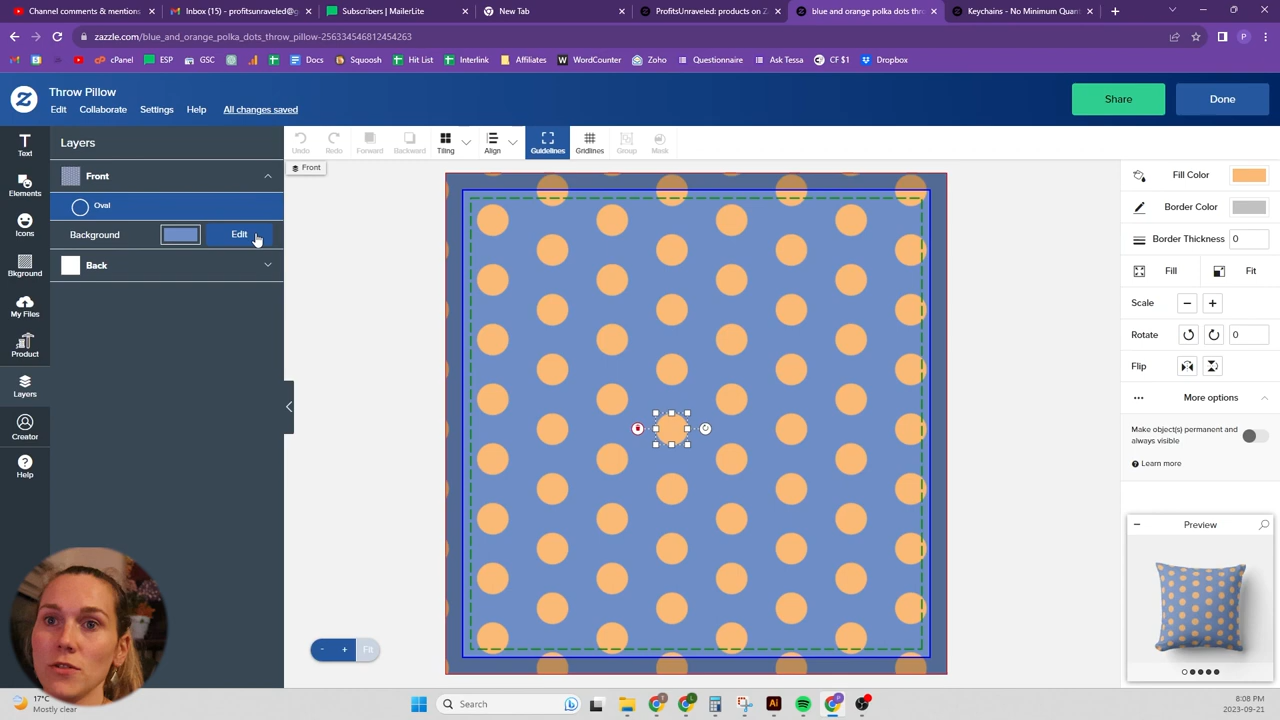 Channel comments & mentions
Inbox (15) - profitsunraveled@g
Subscribers | MailerLite
New Tab
ProfitsUnraveled: products on Z
blue and orange polka dots thro
Keychains - No Minimum Quant
zazzle.com/blue_and_orange_polka_dots_throw_pillow-256334546812454263
P
cPanel
ESP
GSC
Docs
Squoosh
Hit List
Interlink
Affiliates
WordCounter
Zoho
Questionnaire
Ask Tessa
CF $1
Dropbox
Throw Pillow
Edit
Collaborate
Settings
Help
All changes saved
Share
Done
Text
Elements
Icons
Bkground
My Files
Product
Layers
Creator
Help
Layers
Front
Oval
Background
Edit
Back
Undo
Redo
Forward
Backward
Tiling
Align
Guidelines
Gridlines
Group
Mask
Front
Fit
Fill Color
Border Color
Border Thickness
0
Fill
Fit
Scale
Rotate
0
Flip
More options
Make object(s) permanent and
always visible
Learn more
Preview
17°C
Mostly clear
Search
8:08 PM
2023-09-21